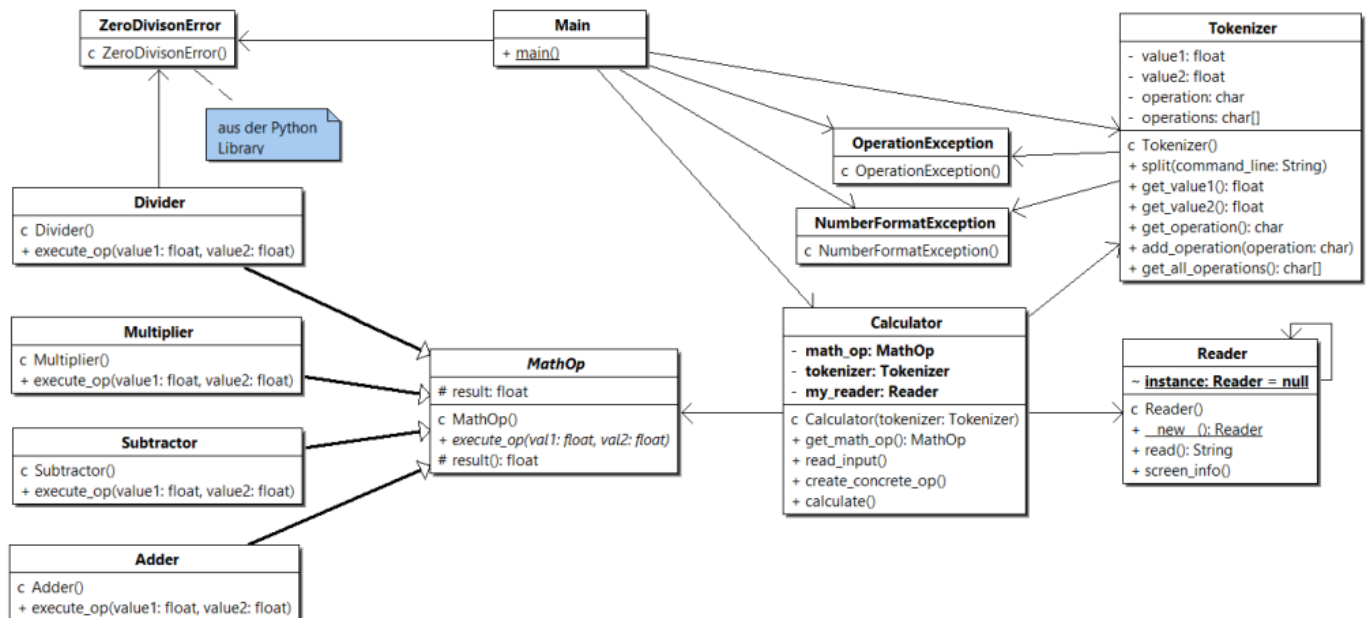 ZeroDivisonError
c ZeroDivisonError()
aus der Python
Library
Main
+ main()
Tokenizer
- value1: float
- value2: float
- operation: char
- operations: char[]
c Tokenizer()
+ split(command_line: String)
+ get_value1(): float
+ get_value2(): float
+ get_operation(): char
+ add_operation(operation: char)
+ get_all_operations(): char[]
OperationException
c OperationException()
NumberFormatException
c NumberFormatException()
Divider
c Divider()
+ execute_op(value1: float, value2: float)
Multiplier
c Multiplier()
+ execute_op(value1: float, value2: float)
Subtractor
c Subtractor()
+ execute_op(value1: float, value2: float)
Adder
c Adder()
+ execute_op(value1: float, value2: float)
MathOp
# result: float
c MathOp()
+ execute_op(val1: float, val2: float)
# result(): float
Calculator
- math_op: MathOp
- tokenizer: Tokenizer
- my_reader: Reader
c Calculator(tokenizer: Tokenizer)
+ get_math_op(): MathOp
+ read_input()
+ create_concrete_op()
+ calculate()
Reader
~ instance: Reader = null
c Reader()
+ __new__(): Reader
+ read(): String
+ screen_info()